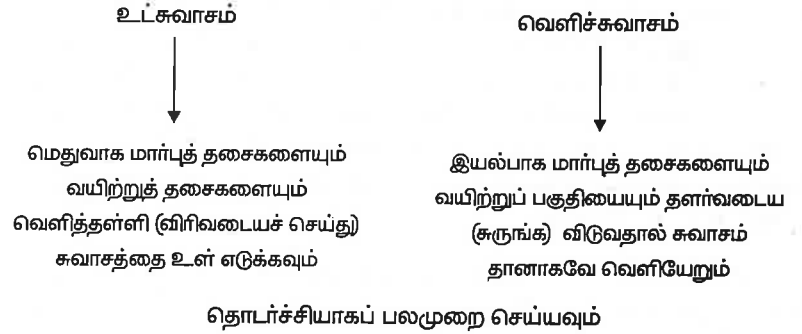 உட்சுவாசம்
மெதுவாக மார்புத் தசைகளையும்
வயிற்றுத் தசைகளையும்
வெளித்தள்ளி (விரிவடையச் செய்து)
சுவாசத்தை உள் எடுக்கவும்
வெளிச்சுவாசம்
இயல்பாக மார்புத் தசைகளையும்
வயிற்றுப் பகுதியையும் தளர்வடைய
(சுருங்க) விடுவதால் சுவாசம்
தானாகவே வெளியேறும்
தொடர்ச்சியாகப் பலமுறை செய்யவும்